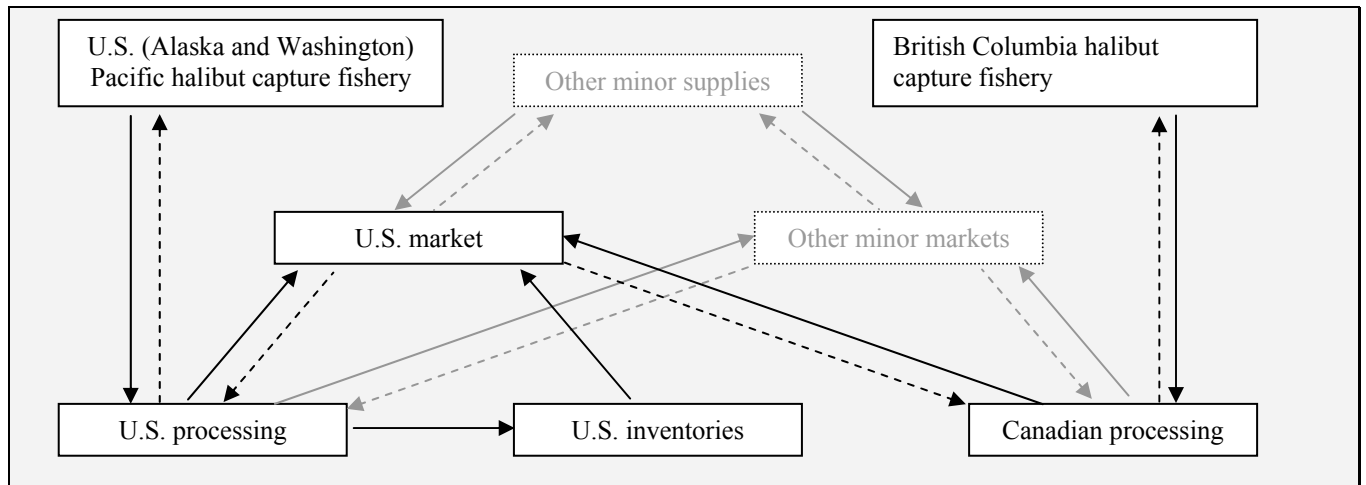 U.S. (Alaska and Washington)
Pacific halibut capture fishery
British Columbia halibut
capture fishery
Other minor supplies
U.S. market
Other minor markets
U.S. processing
U.S. inventories
Canadian processing